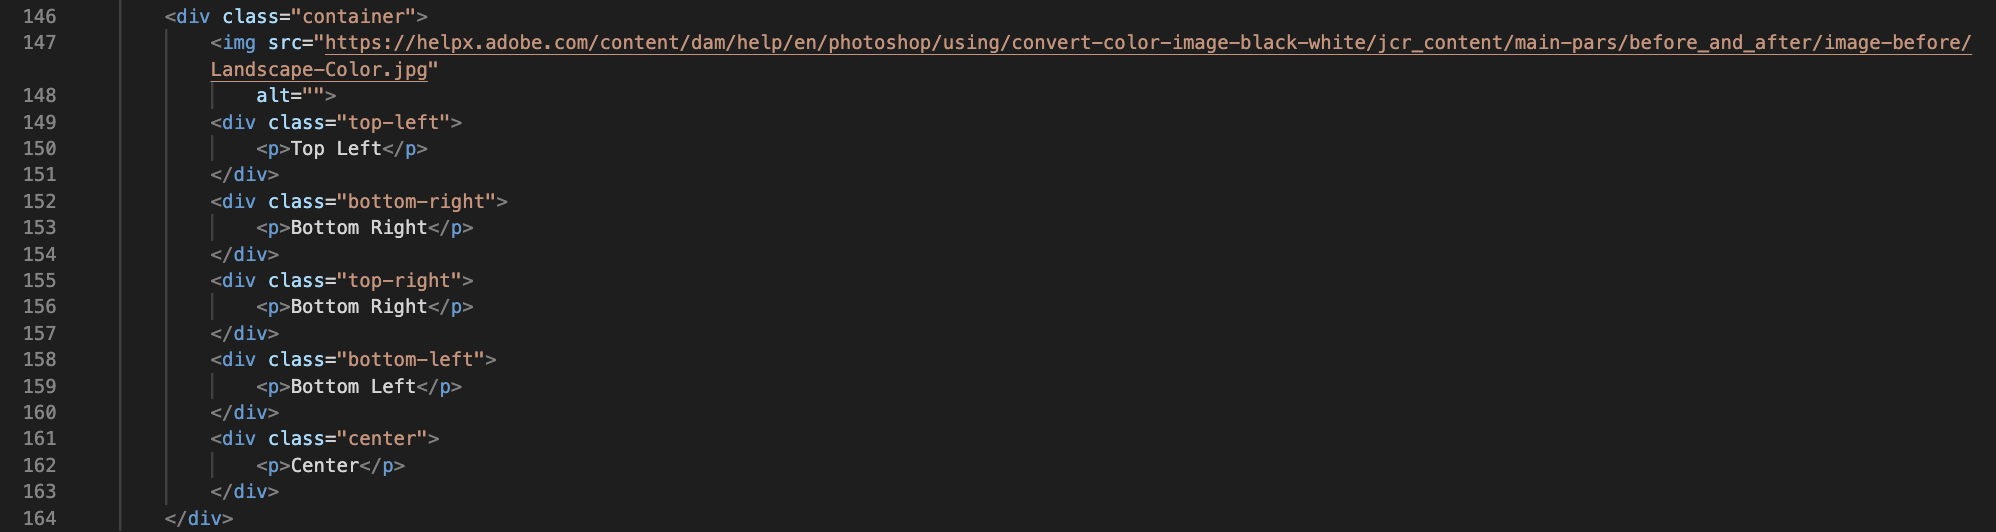 146 <div class="container">
147 <img src="https://helpx.adobe.com/content/dam/help/en/photoshop/using/convert-color-image-black-white/jcr_content/main-pars/before_and_after/image-before/
Landscape-Color.jpg"
148 alt="">
149 <div class="top-left">
150 <p>Top Left</p>
151 </div>
152 <div class="bottom-right">
153 <p>Bottom Right</p>
154 </div>
155 <div class="top-right">
156 <p>Bottom Right</p>
157 </div>
158 <div class="bottom-left">
159 <p>Bottom Left</p>
160 </div>
161 <div class="center">
162 <p>Center</p>
163 </div>
164 </div>